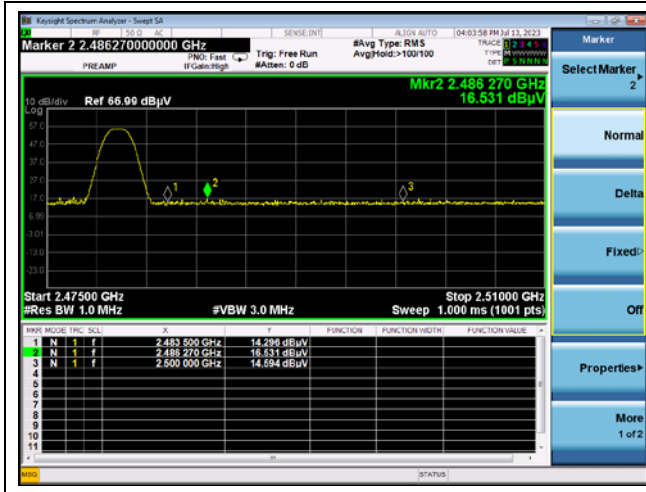 Keysight Spectrum Analyzer - Swept SA
RF 50 Ω AC SENSE:INT ALIGN AUTO 04:03:58 PM Jul 13, 2023
Marker 2 2.486270000000 GHz
PREAMP
PNO: Fast
IFGain:High
Trig: Free Run
#Atten: 0 dB
#Avg Type: RMS
Avg|Hold:>100/100
TRACE 1 2 3 4 5 6
TYPE
DET P S N N N N
Mkr2 2.486 270 GHz
16.531 dBµV
10 dB/div Ref 66.99 dBµV
Log
57.0
47.0
37.0
27.0
17.0
6.99
-3.01
-13.0
-23.0
1
2
3
Start 2.47500 GHz Stop 2.51000 GHz
#Res BW 1.0 MHz #VBW 3.0 MHz Sweep 1.000 ms (1001 pts)
MKR MODE TRC SCL X Y FUNCTION FUNCTION WIDTH FUNCTION VALUE
1 N 1 f 2.483 500 GHz 14.296 dBµV
2 N 1 f 2.486 270 GHz 16.531 dBµV
3 N 1 f 2.500 000 GHz 14.594 dBµV
4
5
6
7
8
9
10
11
MSG STATUS
Marker
Select Marker
2
Normal
Delta
Fixed
Off
Properties
More
1 of 2